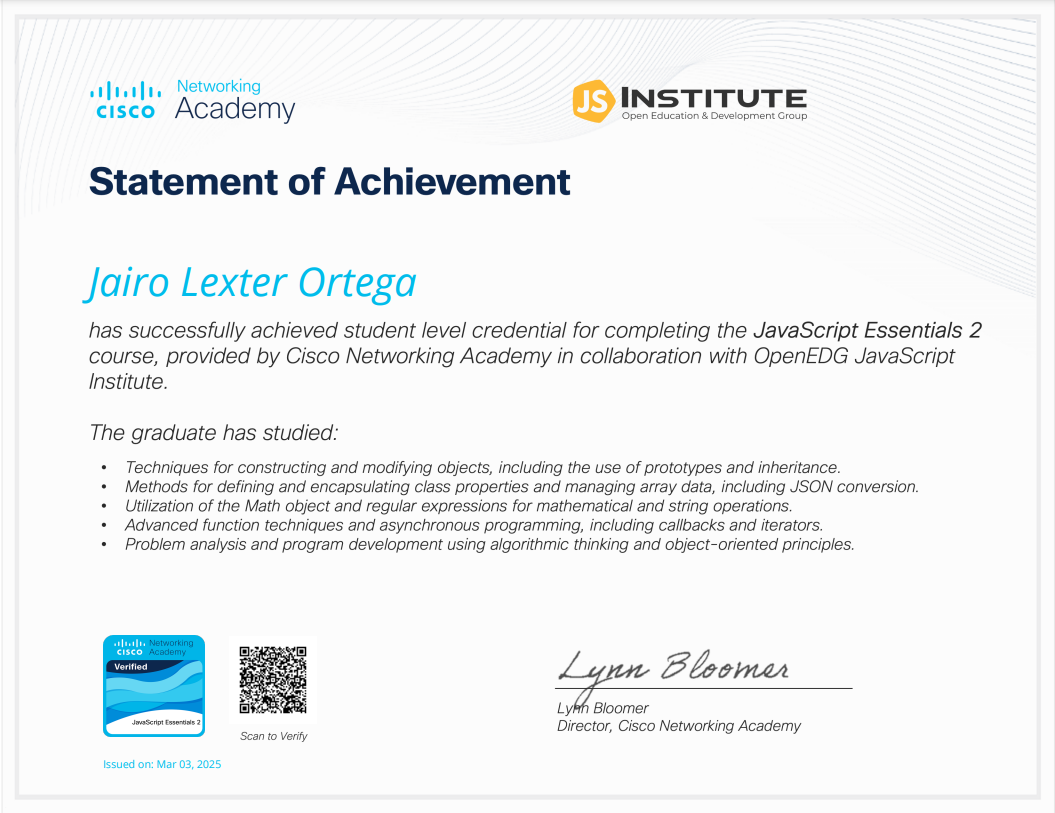 CISCO Networking Academy
JS INSTITUTE
Open Education & Development Group
Statement of Achievement
Jairo Lexter Ortega
has successfully achieved student level credential for completing the JavaScript Essentials 2
course, provided by Cisco Networking Academy in collaboration with OpenEDG JavaScript
Institute.
The graduate has studied:
• Techniques for constructing and modifying objects, including the use of prototypes and inheritance.
• Methods for defining and encapsulating class properties and managing array data, including JSON conversion.
• Utilization of the Math object and regular expressions for mathematical and string operations.
• Advanced function techniques and asynchronous programming, including callbacks and iterators.
• Problem analysis and program development using algorithmic thinking and object-oriented principles.
CISCO Networking Academy
Verified
JavaScript Essentials 2
Scan to Verify
Issued on: Mar 03, 2025
Lynn Bloomer
Lynn Bloomer
Director, Cisco Networking Academy